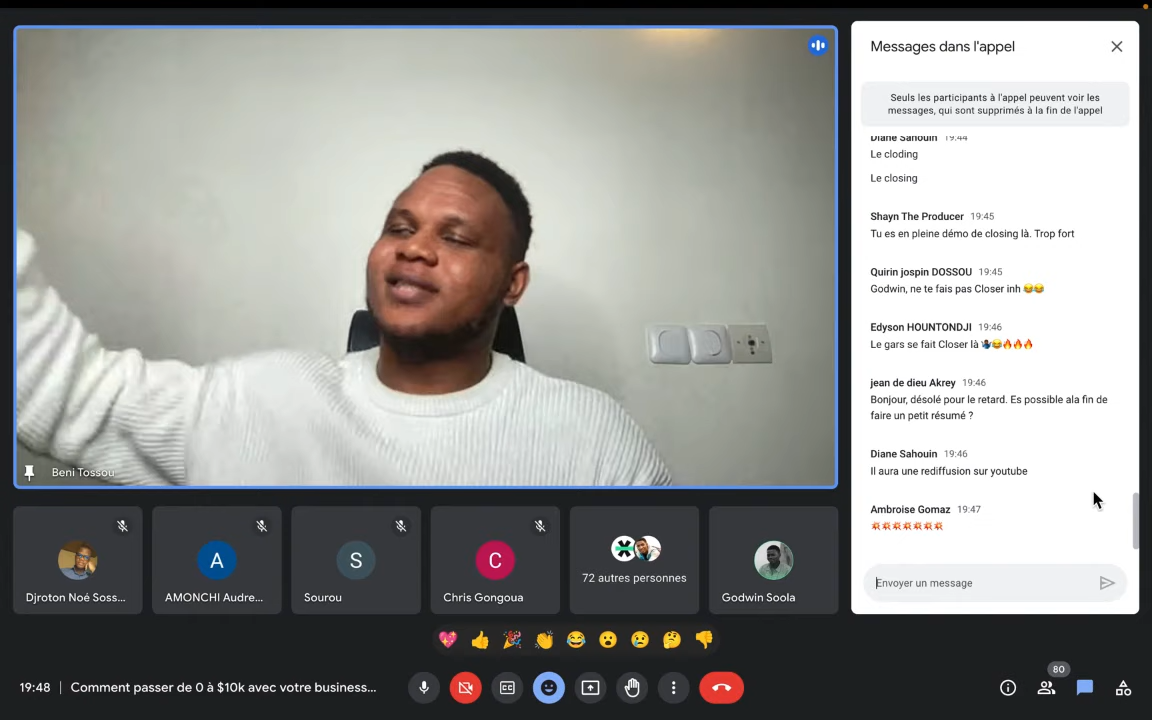 Messages dans l'appel
Seuls les participants à l'appel peuvent voir les
messages, qui sont supprimés à la fin de l'appel
Diane Sahouin 19:44
Le cloding
Le closing
Shayn The Producer 19:45
Tu es en pleine démo de closing là. Trop fort
Quirin jospin DOSSOU 19:45
Godwin, ne te fais pas Closer inh 😂😂
Edyson HOUNTONDJI 19:46
Le gars se fait Closer là 😂🔥🔥🔥
jean de dieu Akrey 19:46
Bonjour, désolé pour le retard. Es possible ala fin de
faire un petit résumé ?
Diane Sahouin 19:46
Il aura une rediffusion sur youtube
Ambroise Gomaz 19:47
💥💥💥💥💥💥💥
Envoyer un message
Beni Tossou
Djroton Noé Soss...
A
AMONCHI Audre...
S
Sourou
C
Chris Gongoua
72 autres personnes
Godwin Soola
19:48 | Comment passer de 0 à $10k avec votre business...
80